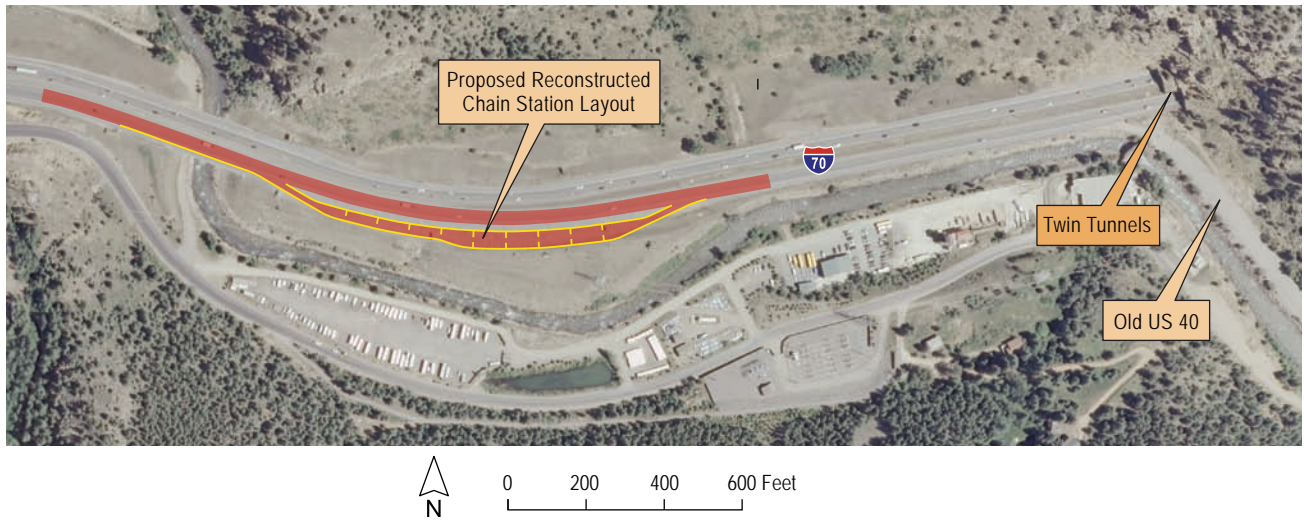 Proposed Reconstructed
Chain Station Layout
70
Twin Tunnels
Old US 40
N
0 200 400 600 Feet